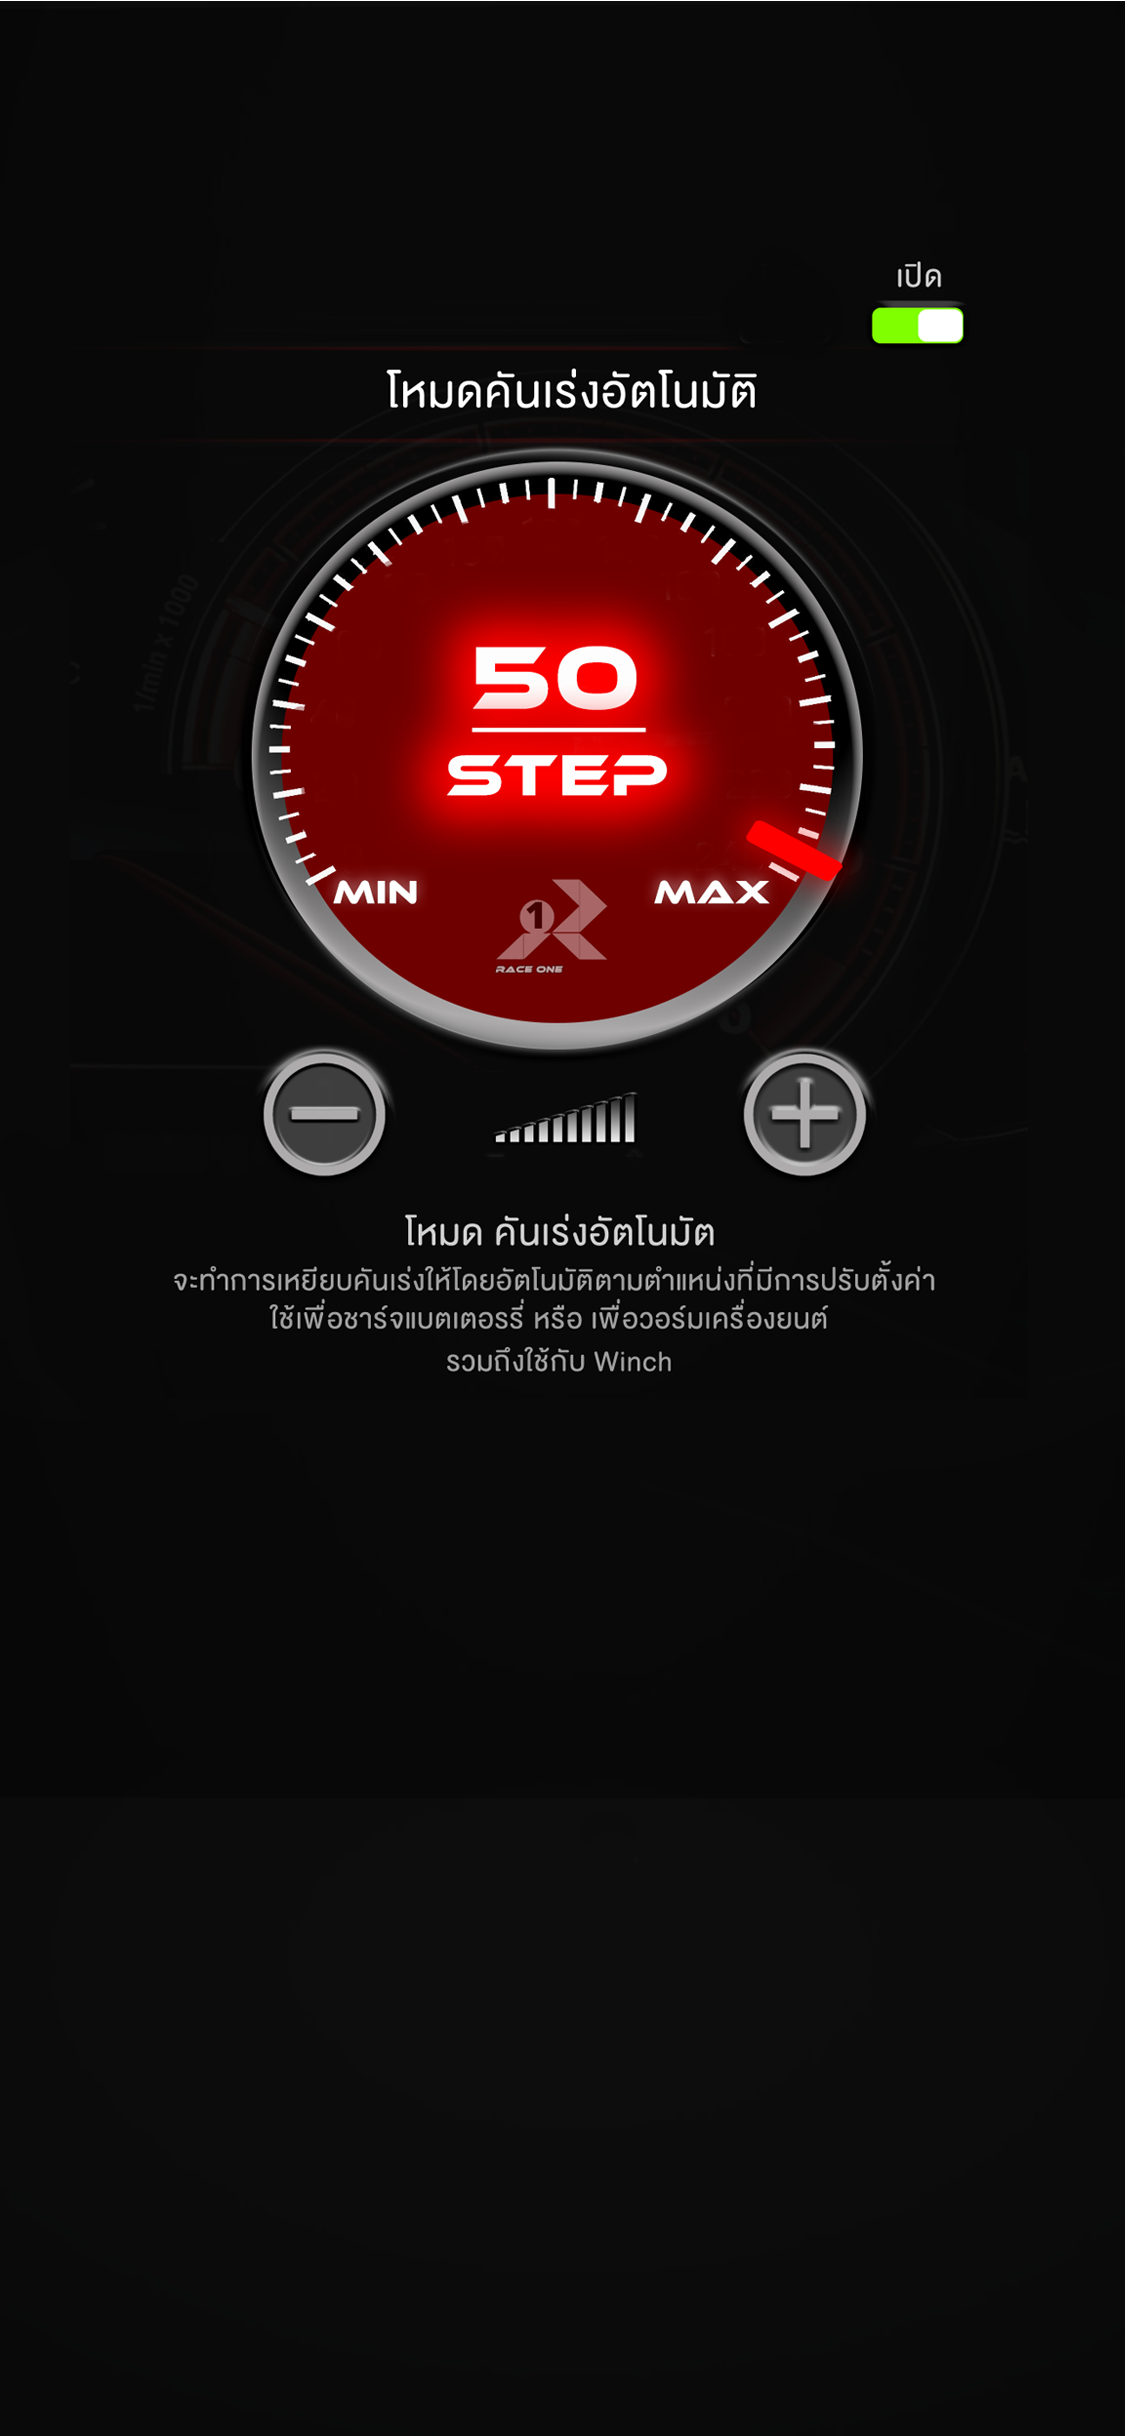 เปิด
โหมดคันเร่งอัตโนมัติ
1/min x 1000
50
STEP
MIN
MAX
1
RACE ONE
โหมด คันเร่งอัตโนมัต
จะทำการเหยียบคันเร่งให้โดยอัตโนมัติตามตำแหน่งที่มีการปรับตั้งค่า
ใช้เพื่อชาร์จแบตเตอรรี่ หรือ เพื่อวอร์มเครื่องยนต์
รวมถึงใช้กับ Winch